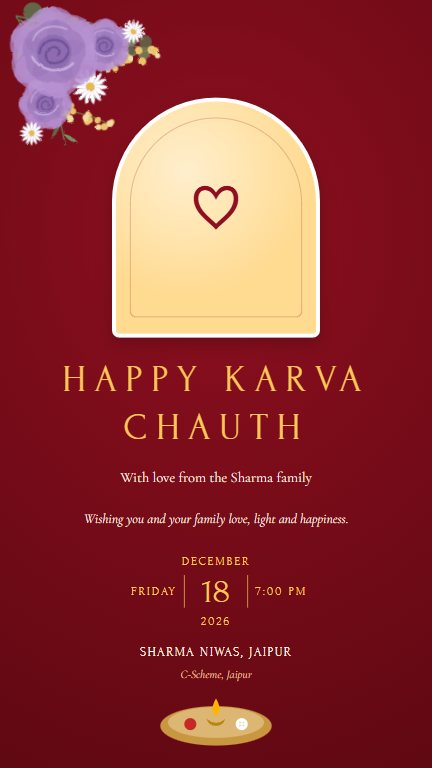 HAPPY KARVA
CHAUTH
With love from the Sharma family
Wishing you and your family love, light and happiness.
DECEMBER
FRIDAY 18 7:00 PM
2026
SHARMA NIWAS, JAIPUR
C-Scheme, Jaipur